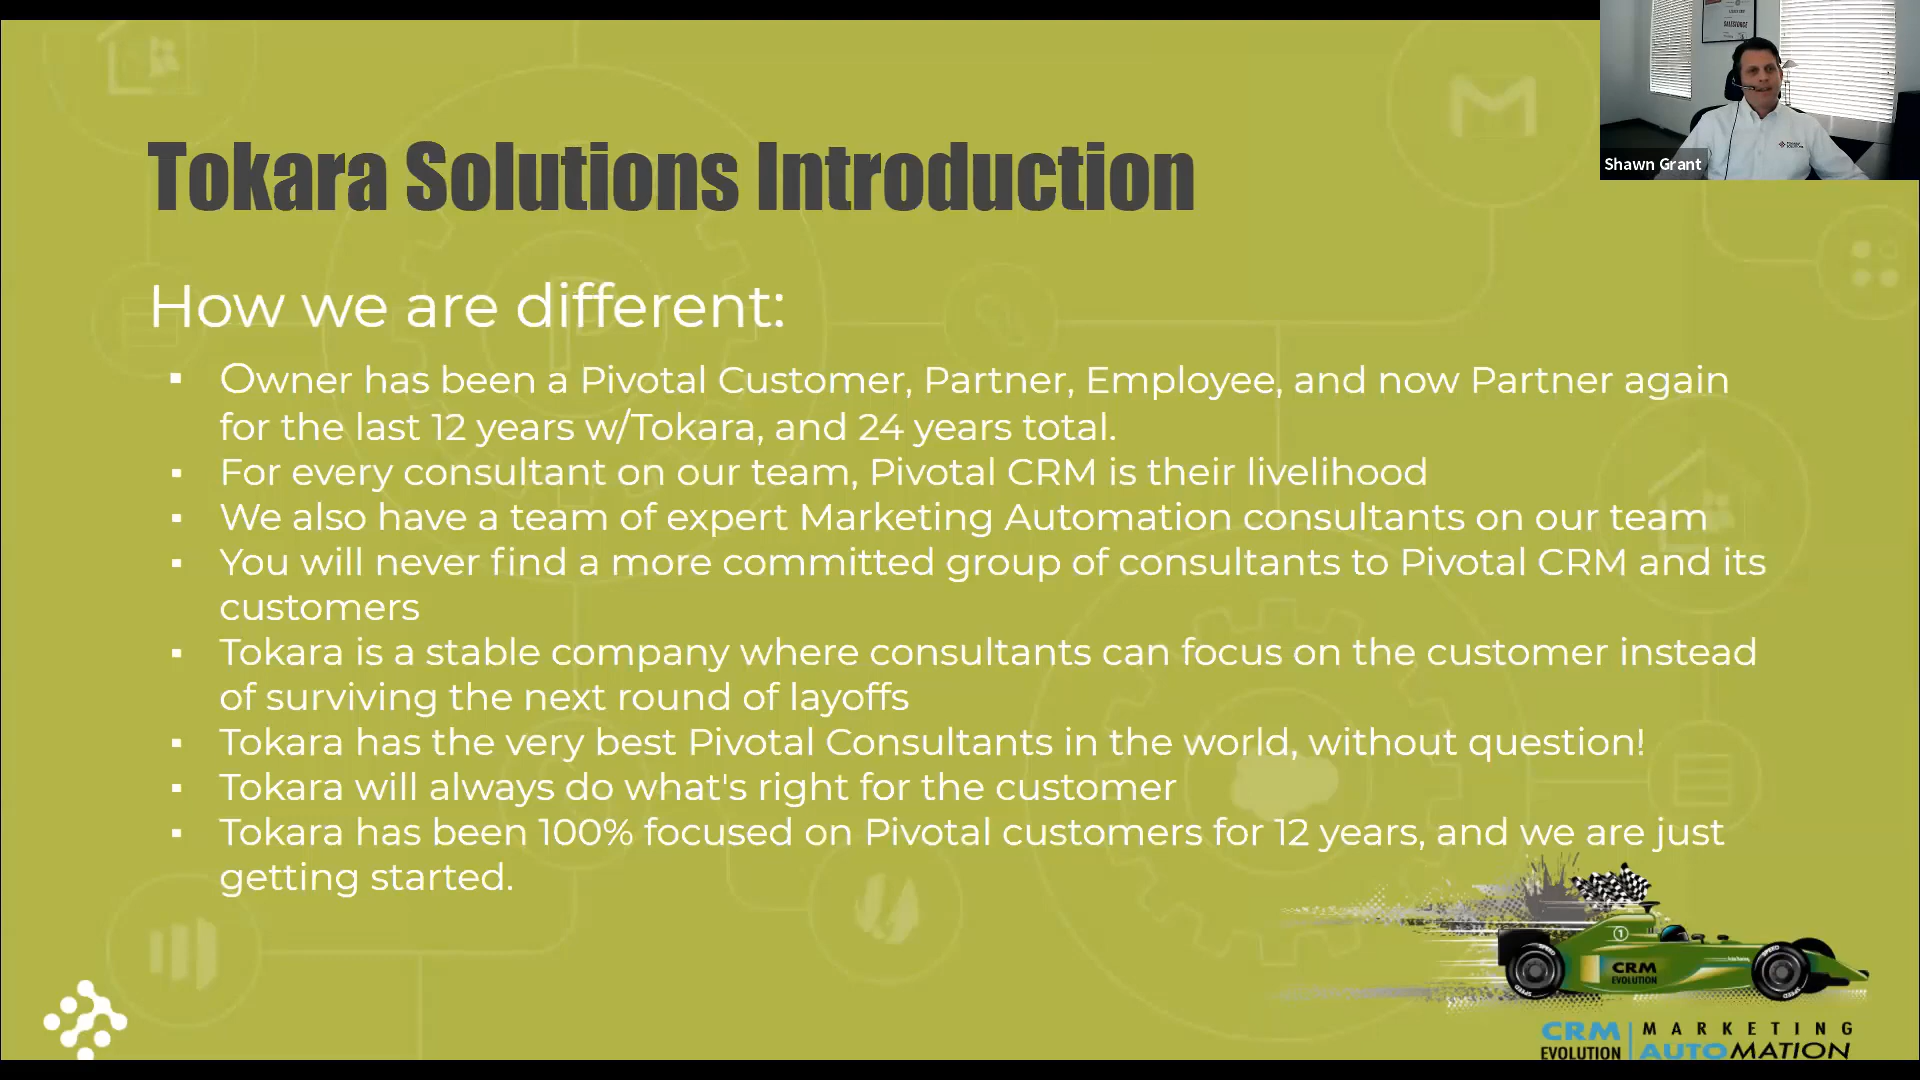 Tokara Solutions Introduction
Shawn Grant
How we are different:
▪ Owner has been a Pivotal Customer, Partner, Employee, and now Partner again
for the last 12 years w/Tokara, and 24 years total.
▪ For every consultant on our team, Pivotal CRM is their livelihood
▪ We also have a team of expert Marketing Automation consultants on our team
▪ You will never find a more committed group of consultants to Pivotal CRM and its
customers
▪ Tokara is a stable company where consultants can focus on the customer instead
of surviving the next round of layoffs
▪ Tokara has the very best Pivotal Consultants in the world, without question!
▪ Tokara will always do what's right for the customer
▪ Tokara has been 100% focused on Pivotal customers for 12 years, and we are just
getting started.
1
CRM
EVOLUTION
SPEED
SPEED
SPEED
SPEED
CRM
EVOLUTION
MARKETING
AUTOMATION